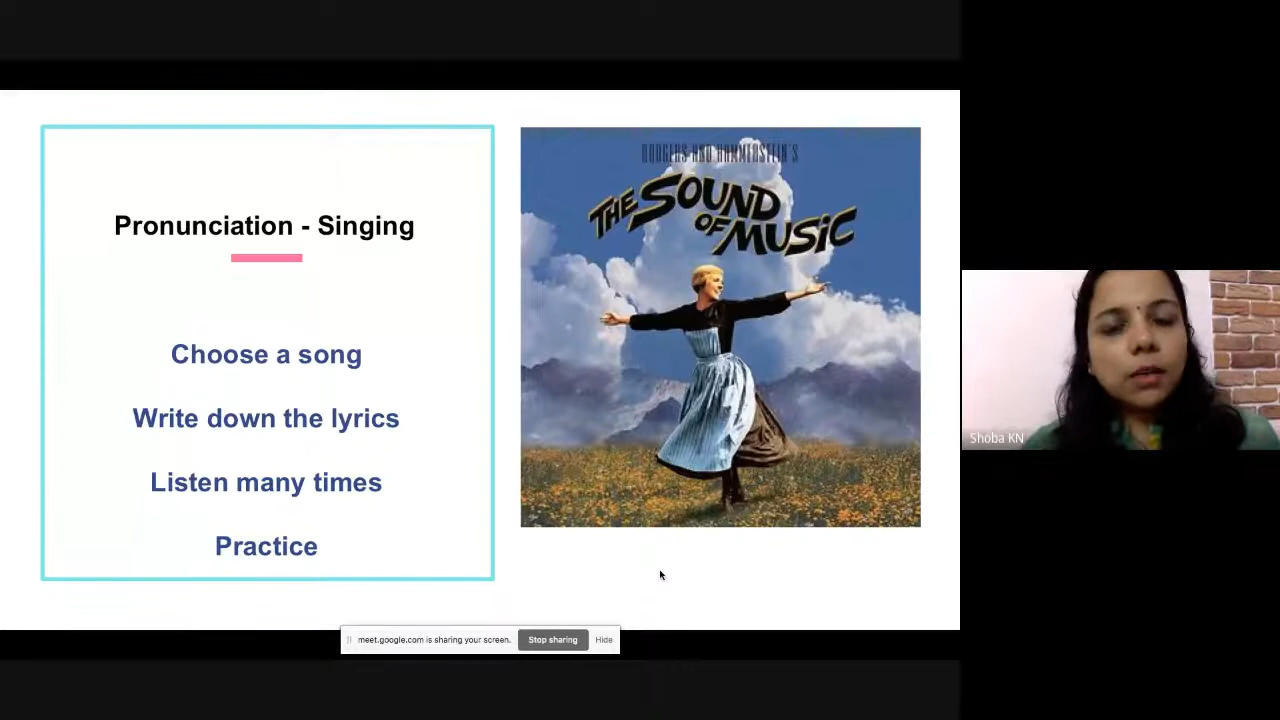 Pronunciation - Singing
Choose a song
Write down the lyrics
Listen many times
Practice
RODGERS AND HAMMERSTEIN'S
THE SOUND
OF MUSIC
Shoba KN
meet.google.com is sharing your screen.
Stop sharing
Hide